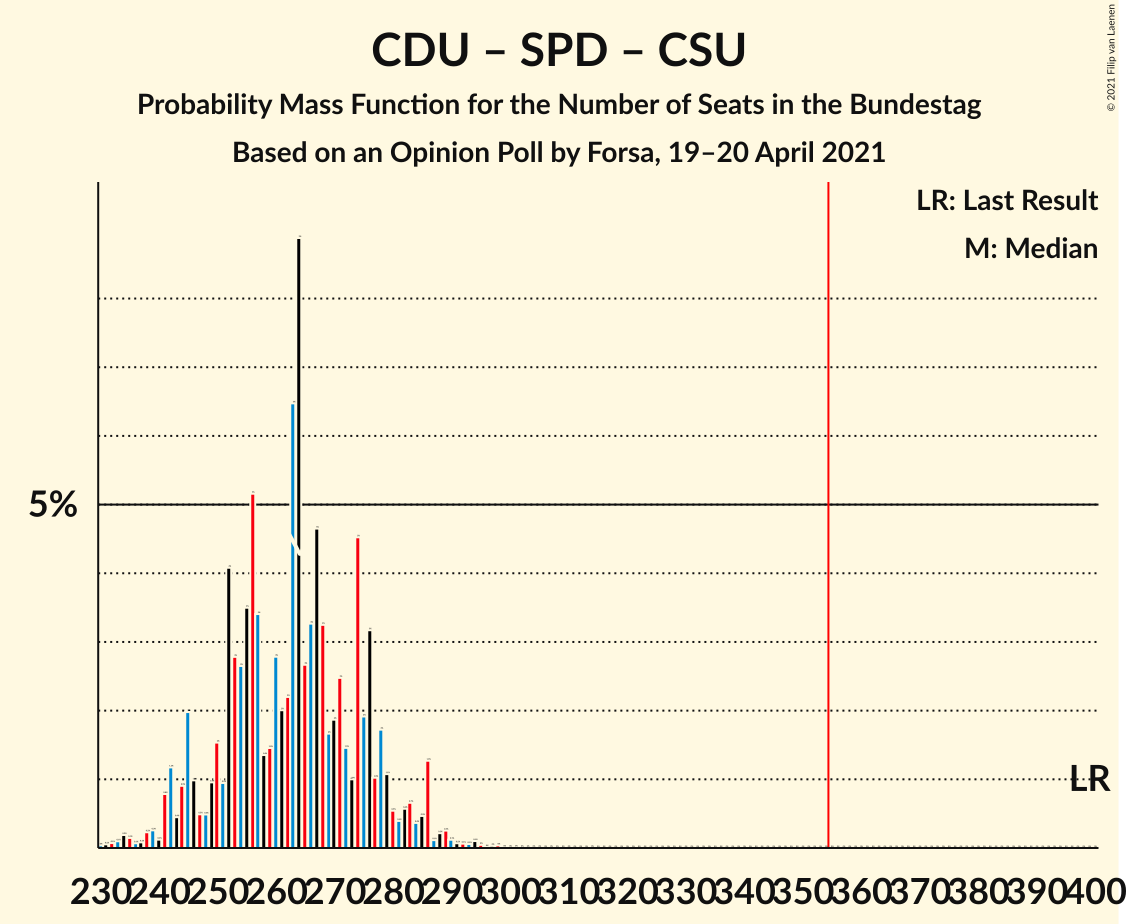 CDU – SPD – CSU
Probability Mass Function for the Number of Seats in the Bundestag
Based on an Opinion Poll by Forsa, 19–20 April 2021
© 2021 Filip van Laenen
LR: Last Result
M: Median
5%
LR
230 240 250 260 270 280 290 300 310 320 330 340 350 360 370 380 390 400